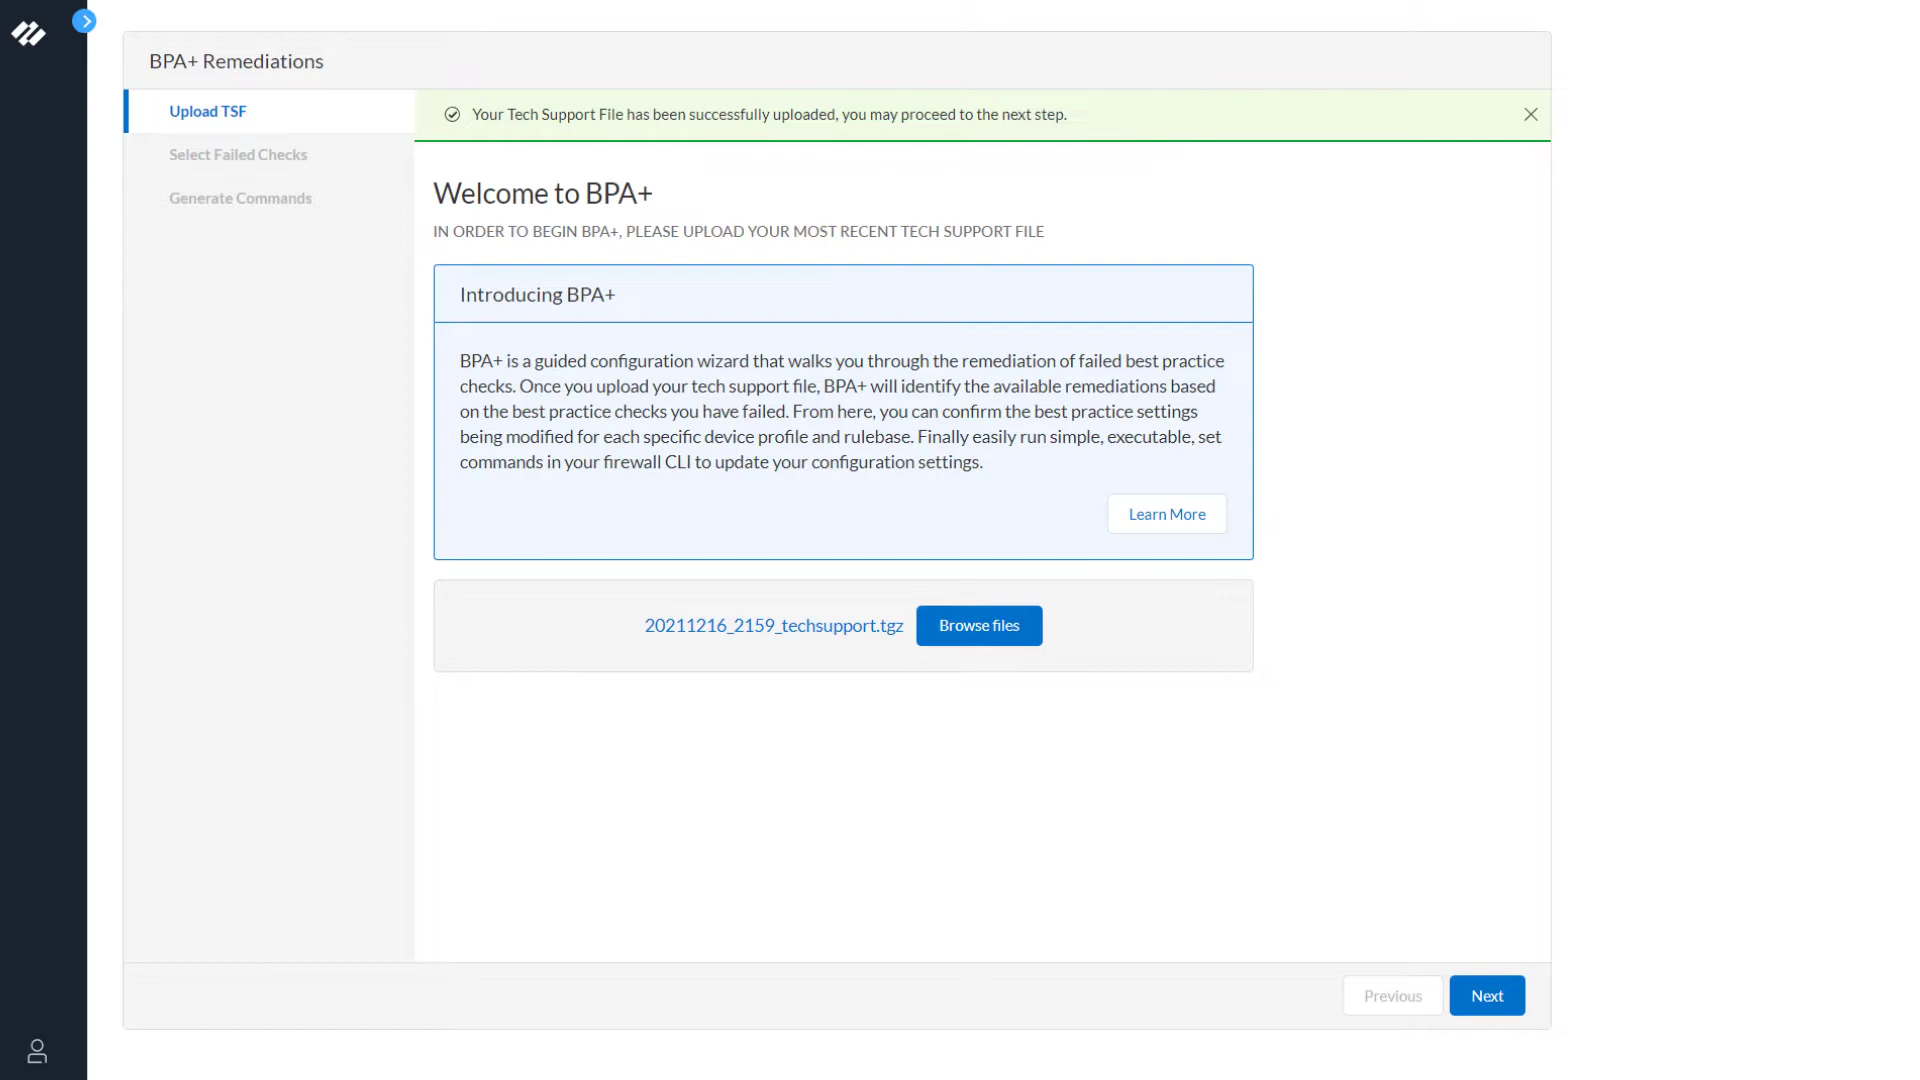 BPA+ Remediations
Upload TSF
Select Failed Checks
Generate Commands
Your Tech Support File has been successfully uploaded, you may proceed to the next step.
Welcome to BPA+
IN ORDER TO BEGIN BPA+, PLEASE UPLOAD YOUR MOST RECENT TECH SUPPORT FILE
Introducing BPA+
BPA+ is a guided configuration wizard that walks you through the remediation of failed best practice
checks. Once you upload your tech support file, BPA+ will identify the available remediations based
on the best practice checks you have failed. From here, you can confirm the best practice settings
being modified for each specific device profile and rulebase. Finally easily run simple, executable, set
commands in your firewall CLI to update your configuration settings.
Learn More
20211216_2159_techsupport.tgz
Browse files
Previous
Next